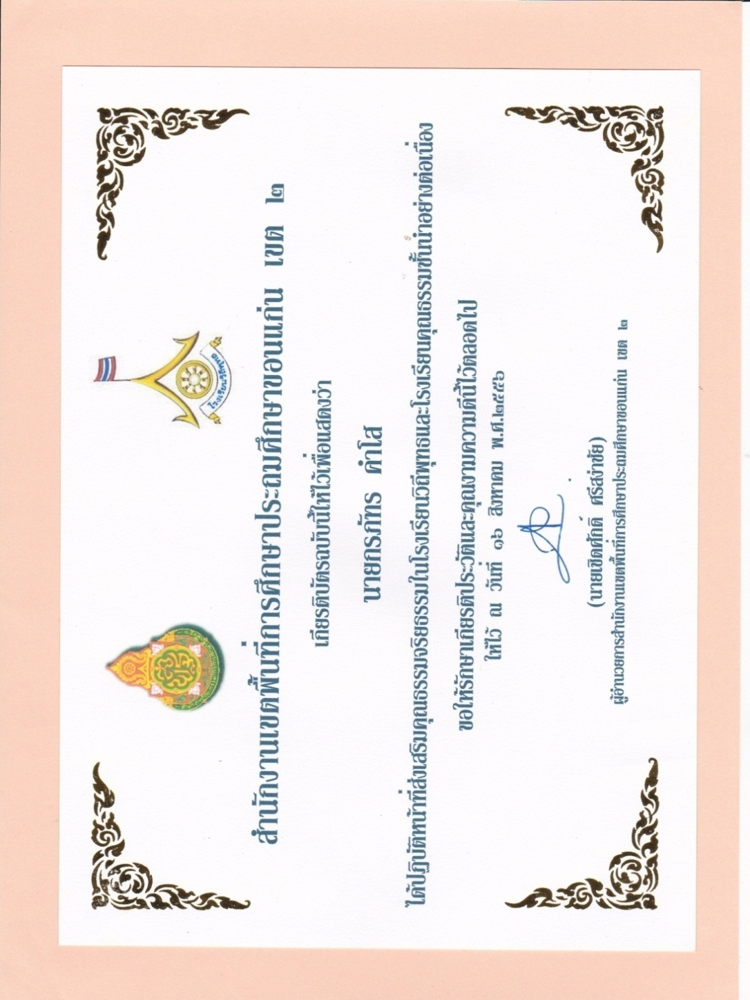 โรงเรียนวิถีพุทธ
สำนักงานเขตพื้นที่การศึกษาประถมศึกษาขอนแก่น เขต ๒
เกียรติบัตรฉบับนี้ให้ไว้เพื่อแสดงว่า
นายกรภัทร คำโส
ได้ปฏิบัติหน้าที่ส่งเสริมคุณธรรมจริยธรรมในโรงเรียนวิถีพุทธและโรงเรียนคุณธรรมชั้นนำอย่างต่อเนื่อง
ขอให้รักษาเกียรติประวัติและคุณงามความดีนี้ไว้ตลอดไป
ให้ไว้ ณ วันที่ ๑๖ สิงหาคม พ.ศ.๒๕๕๖
(นายเชิดศักดิ์ ศรีสง่าชัย)
ผู้อำนวยการสำนักงานเขตพื้นที่การศึกษาประถมศึกษาขอนแก่น เขต ๒